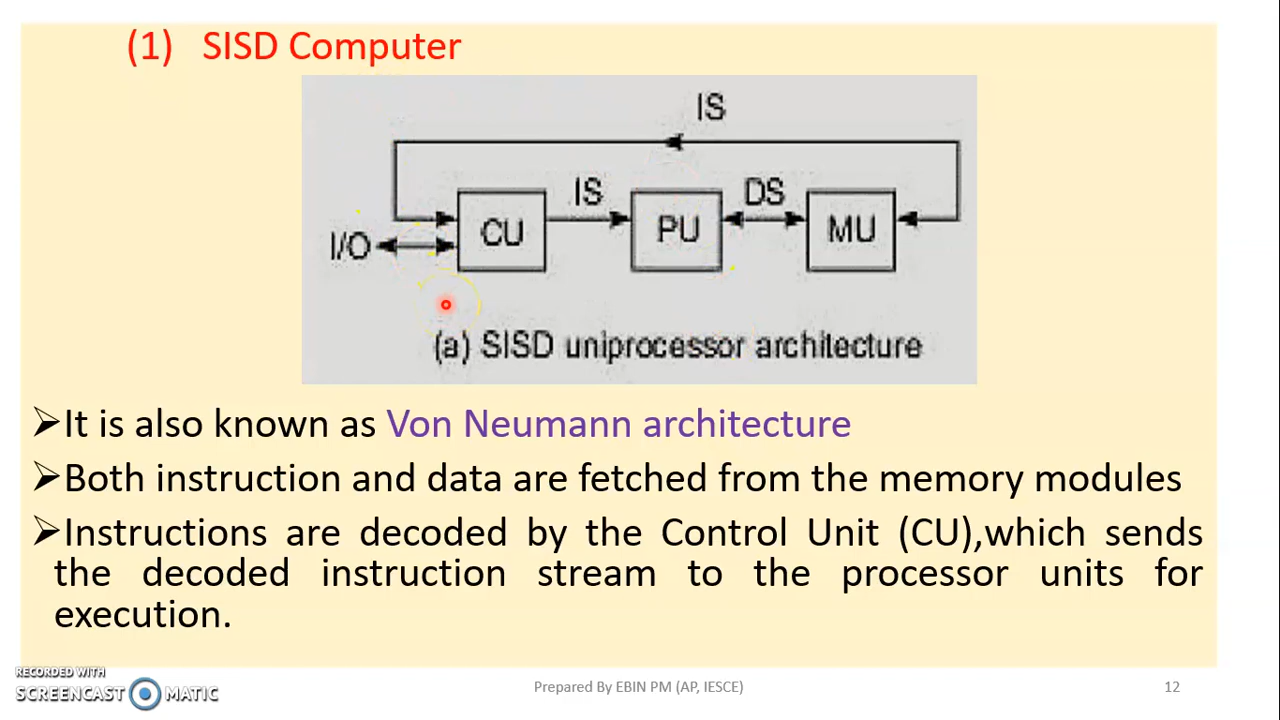 (1) SISD Computer
IS
IS
DS
I/O
CU
PU
MU
(a) SISD uniprocessor architecture
➢It is also known as Von Neumann architecture
➢Both instruction and data are fetched from the memory modules
➢Instructions are decoded by the Control Unit (CU),which sends
the decoded instruction stream to the processor units for
execution.
RECORDED WITH
SCREENCAST MATIC
Prepared By EBIN PM (AP, IESCE)
12